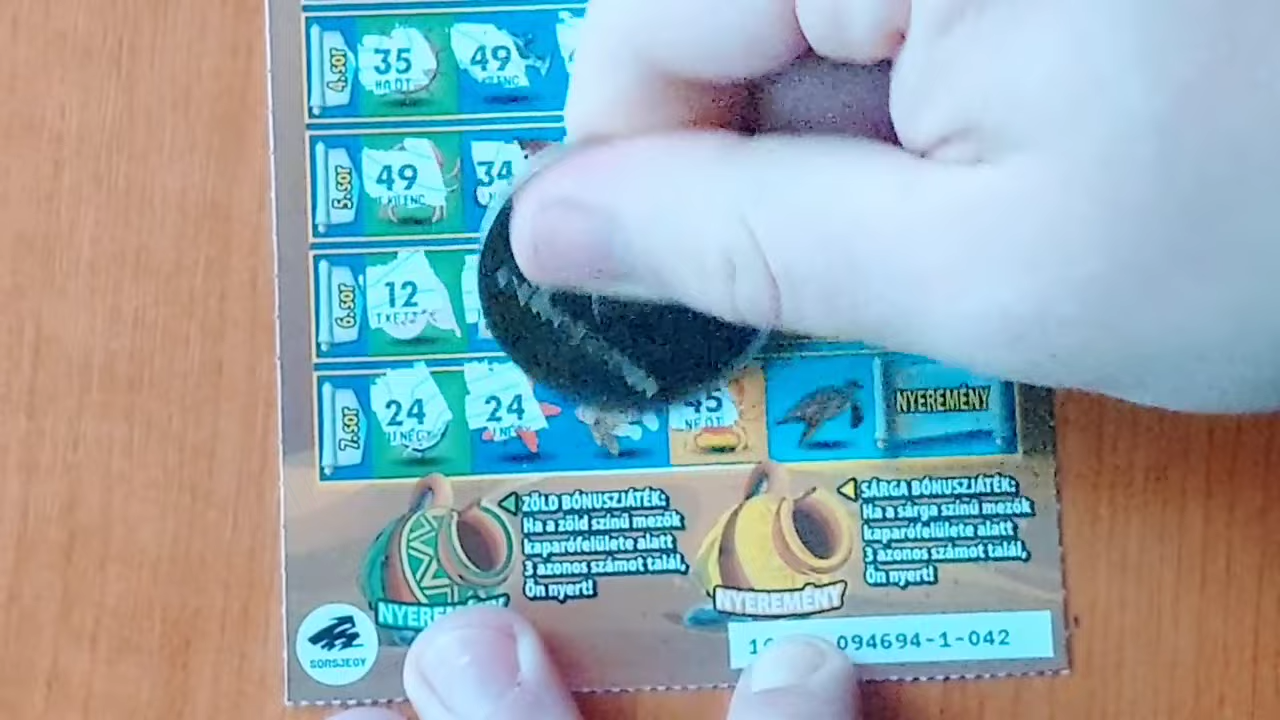 4.sor 35 49
5.sor 49 34
6.sor 12
7.sor 24 24 45
NÉGY NÉGY
NYEREMÉNY
ZÖLD BÓNUSZJÁTÉK:
Ha a zöld színű mezők
kaparófelülete alatt
3 azonos számot talál,
Ön nyert!
SÁRGA BÓNUSZJÁTÉK:
Ha a sárga színű mezők
kaparófelülete alatt
3 azonos számot talál,
Ön nyert!
NYEREMÉNY
SORSJEGY
094694-1-042